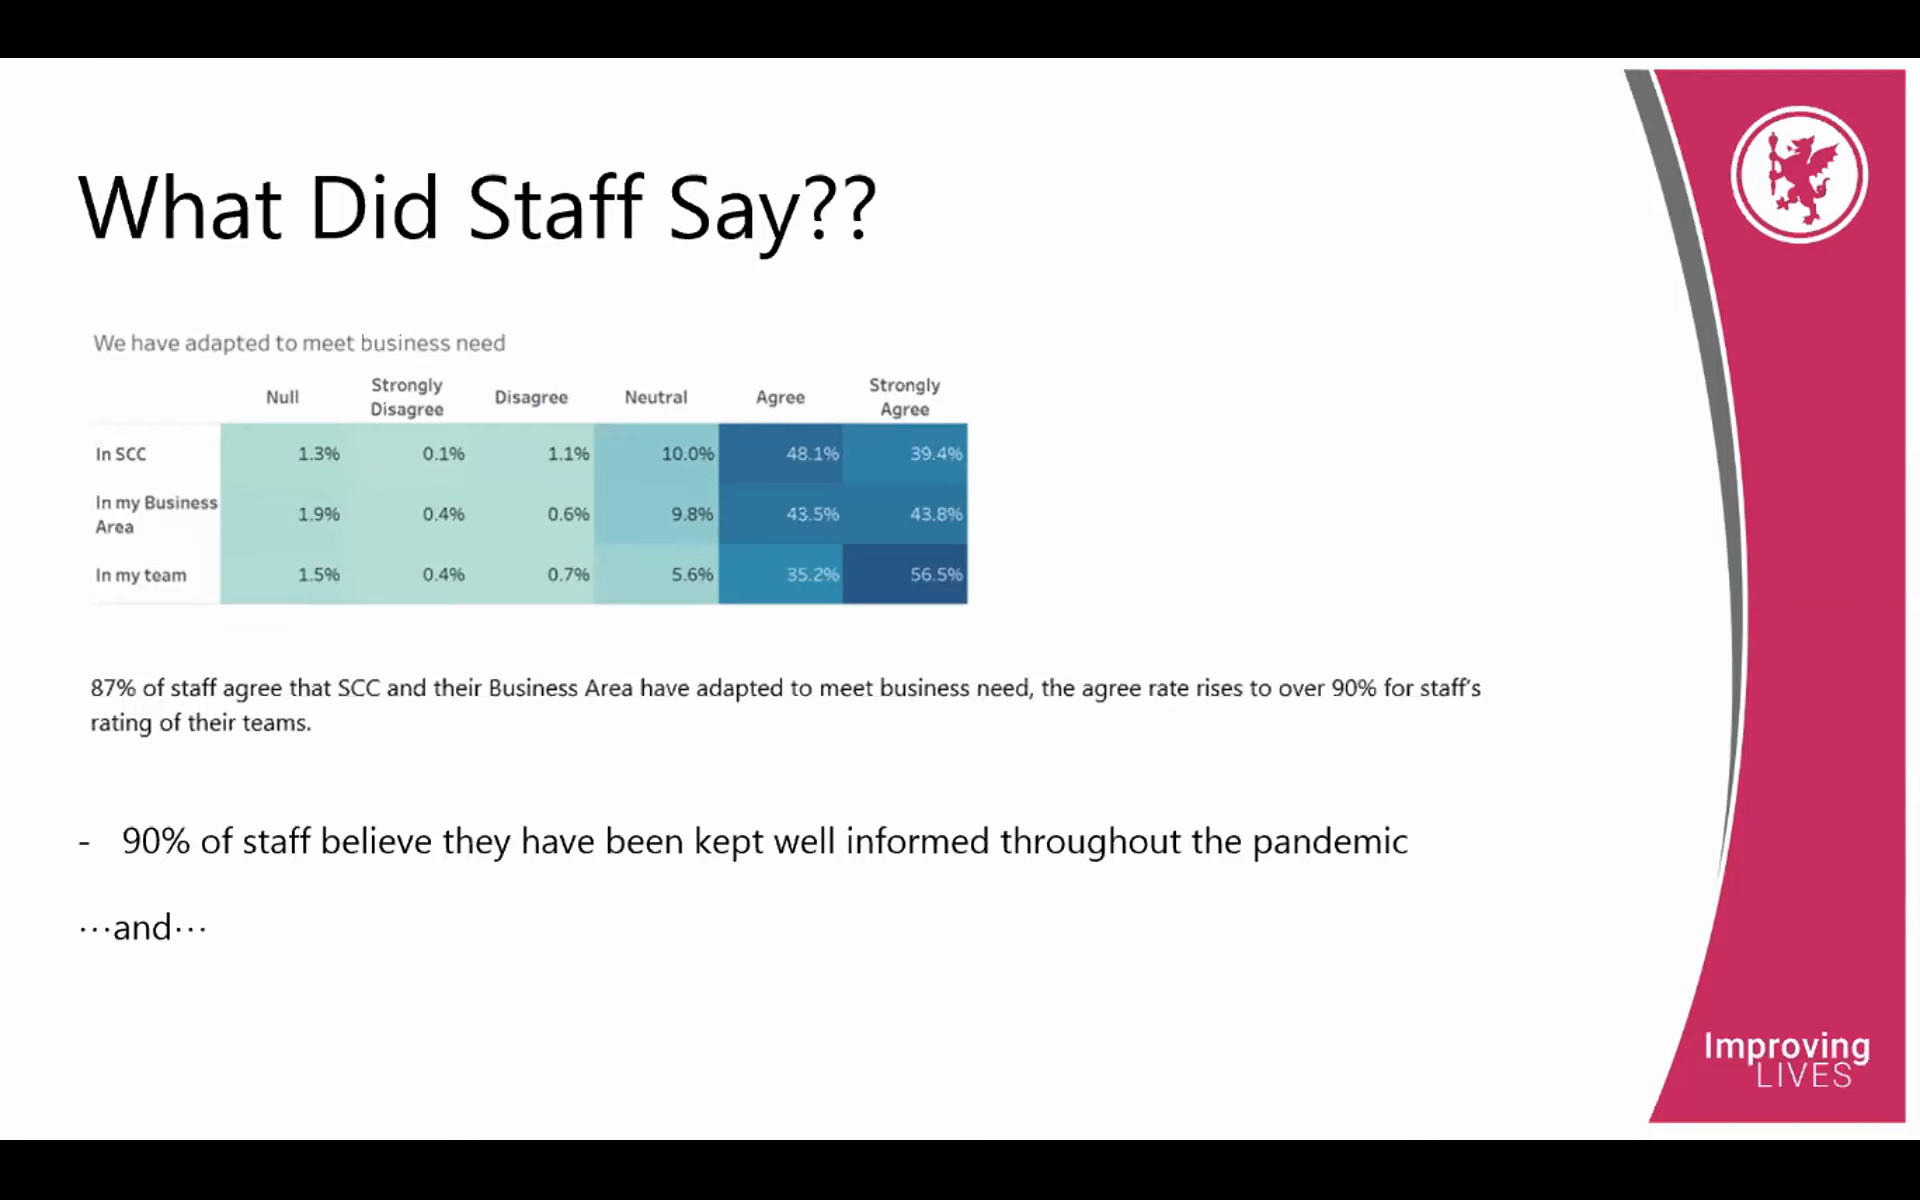 What Did Staff Say??
We have adapted to meet business need
Null Strongly Disagree Disagree Neutral Agree Strongly Agree
In SCC 1.3% 0.1% 1.1% 10.0% 48.1% 39.4%
In my Business Area 1.9% 0.4% 0.6% 9.8% 43.5% 43.8%
In my team 1.5% 0.4% 0.7% 5.6% 35.2% 56.5%
87% of staff agree that SCC and their Business Area have adapted to meet business need, the agree rate rises to over 90% for staff's
rating of their teams.
- 90% of staff believe they have been kept well informed throughout the pandemic
…and…
Improving
LIVES